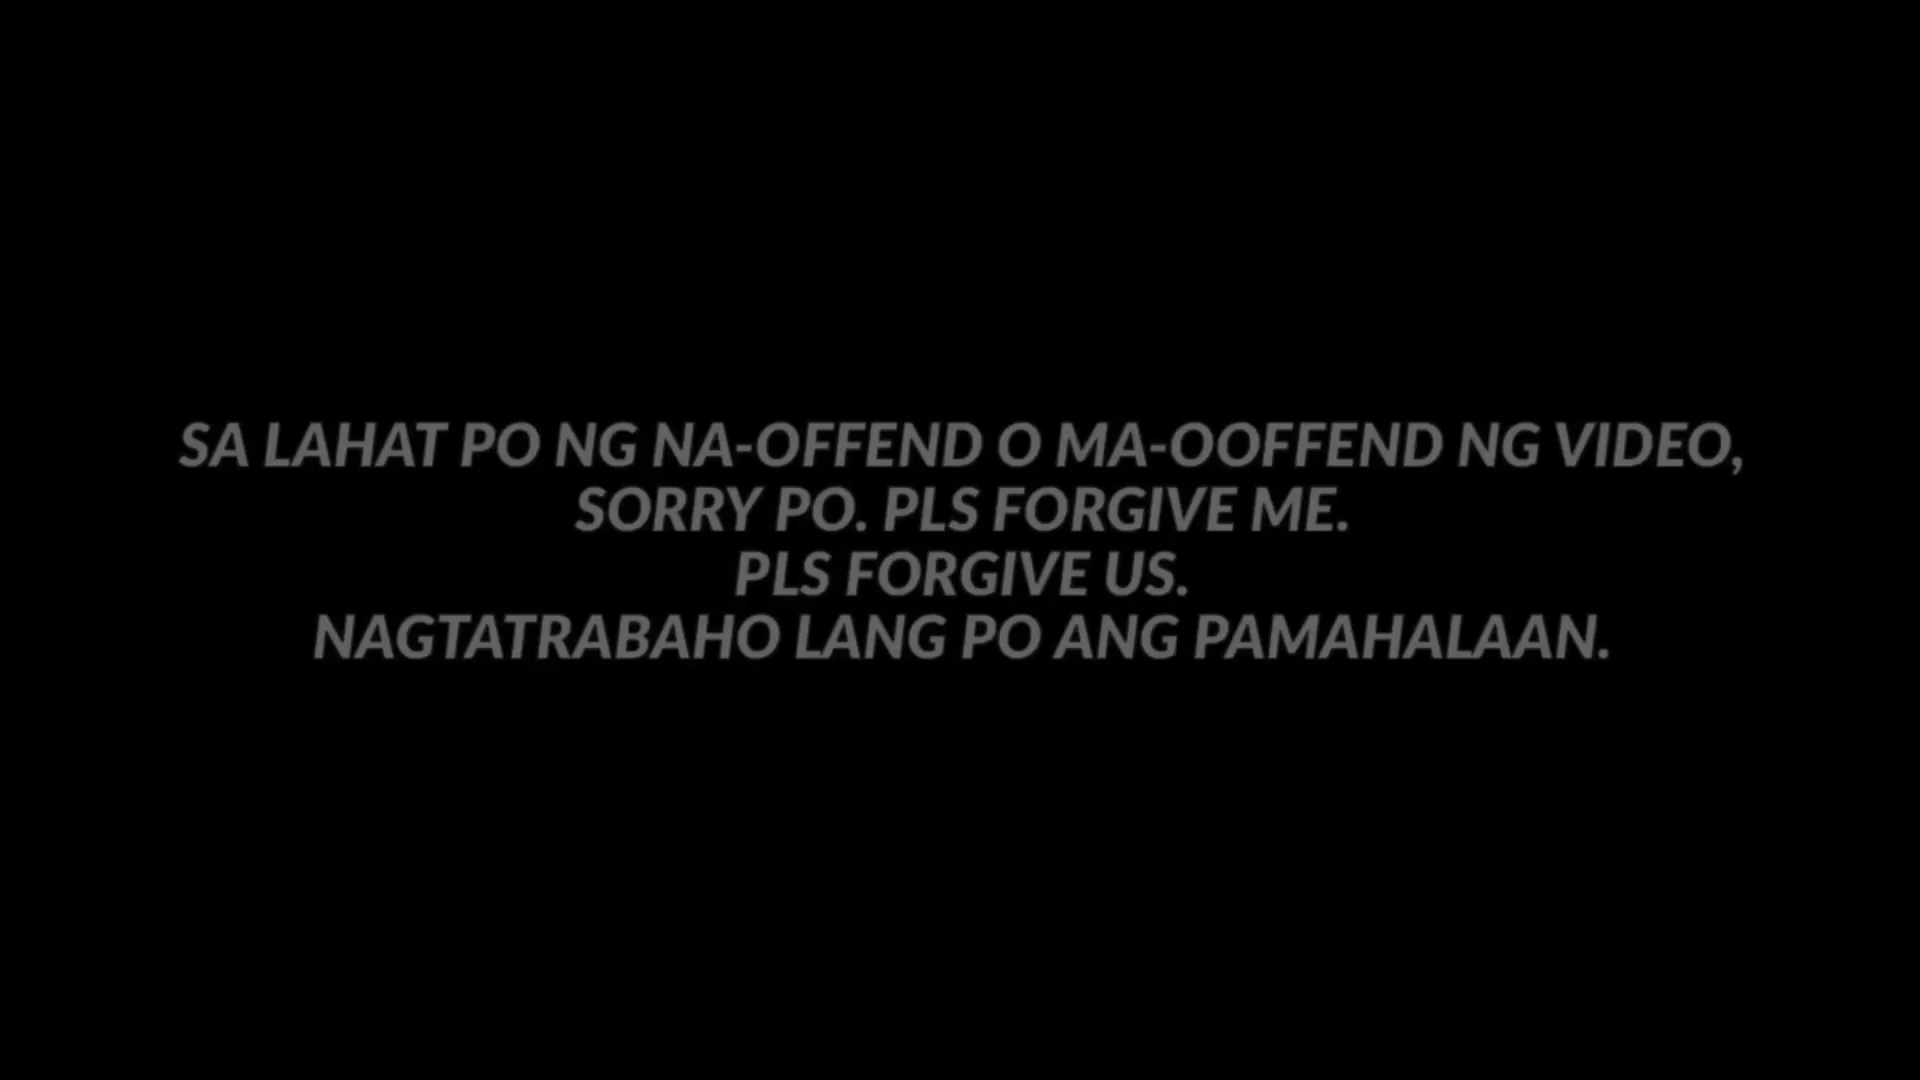 SA LAHAT PO NG NA-OFFEND O MA-OOFFEND NG VIDEO,
SORRY PO. PLS FORGIVE ME.
PLS FORGIVE US.
NAGTATRABAHO LANG PO ANG PAMAHALAAN.